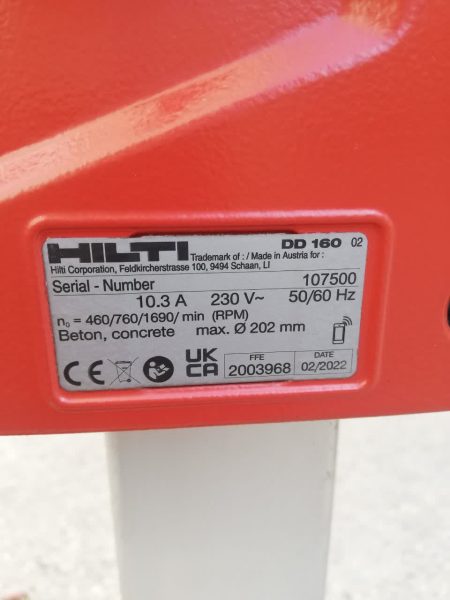 HILTI Trademark of : / Made in Austria for : DD 160 02
Hilti Corporation, Feldkircherstrasse 100, 9494 Schaan, LI
Serial - Number 107500
10.3 A 230 V~ 50/60 Hz
n₀ = 460/760/1690/ min (RPM)
Beton, concrete max. Ø 202 mm
CE UK CA FFE 2003968 DATE 02/2022